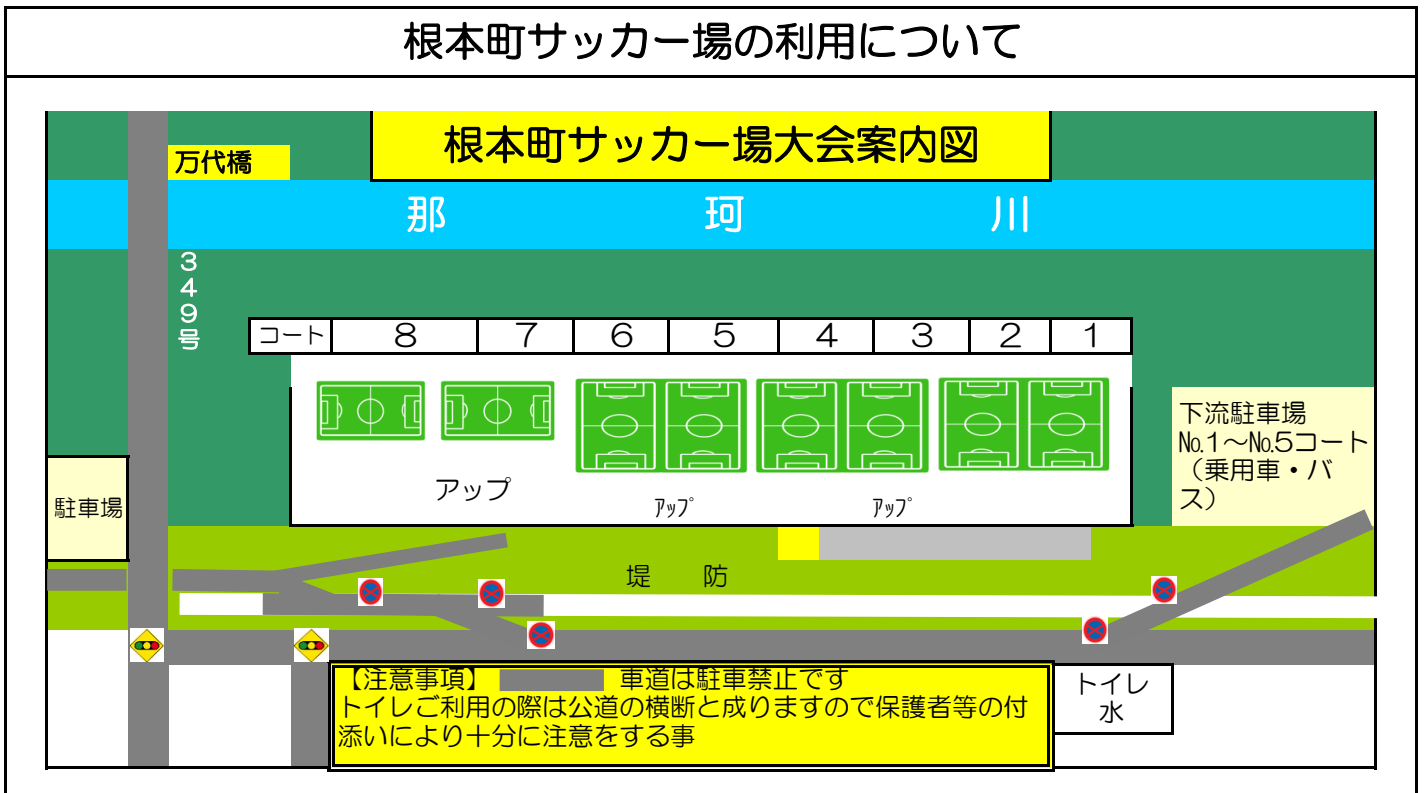 根本町サッカー場の利用について
根本町サッカー場大会案内図
万代橋
那 珂 川
349号
コート 8 7 6 5 4 3 2 1
下流駐車場
№1～№5コート
（乗用車・バ
ス）
駐車場
アップ
ｱｯﾌﾟ
ｱｯﾌﾟ
堤 防
【注意事項】 車道は駐車禁止です
トイレご利用の際は公道の横断と成りますので保護者等の付
添いにより十分に注意をする事
トイレ
水